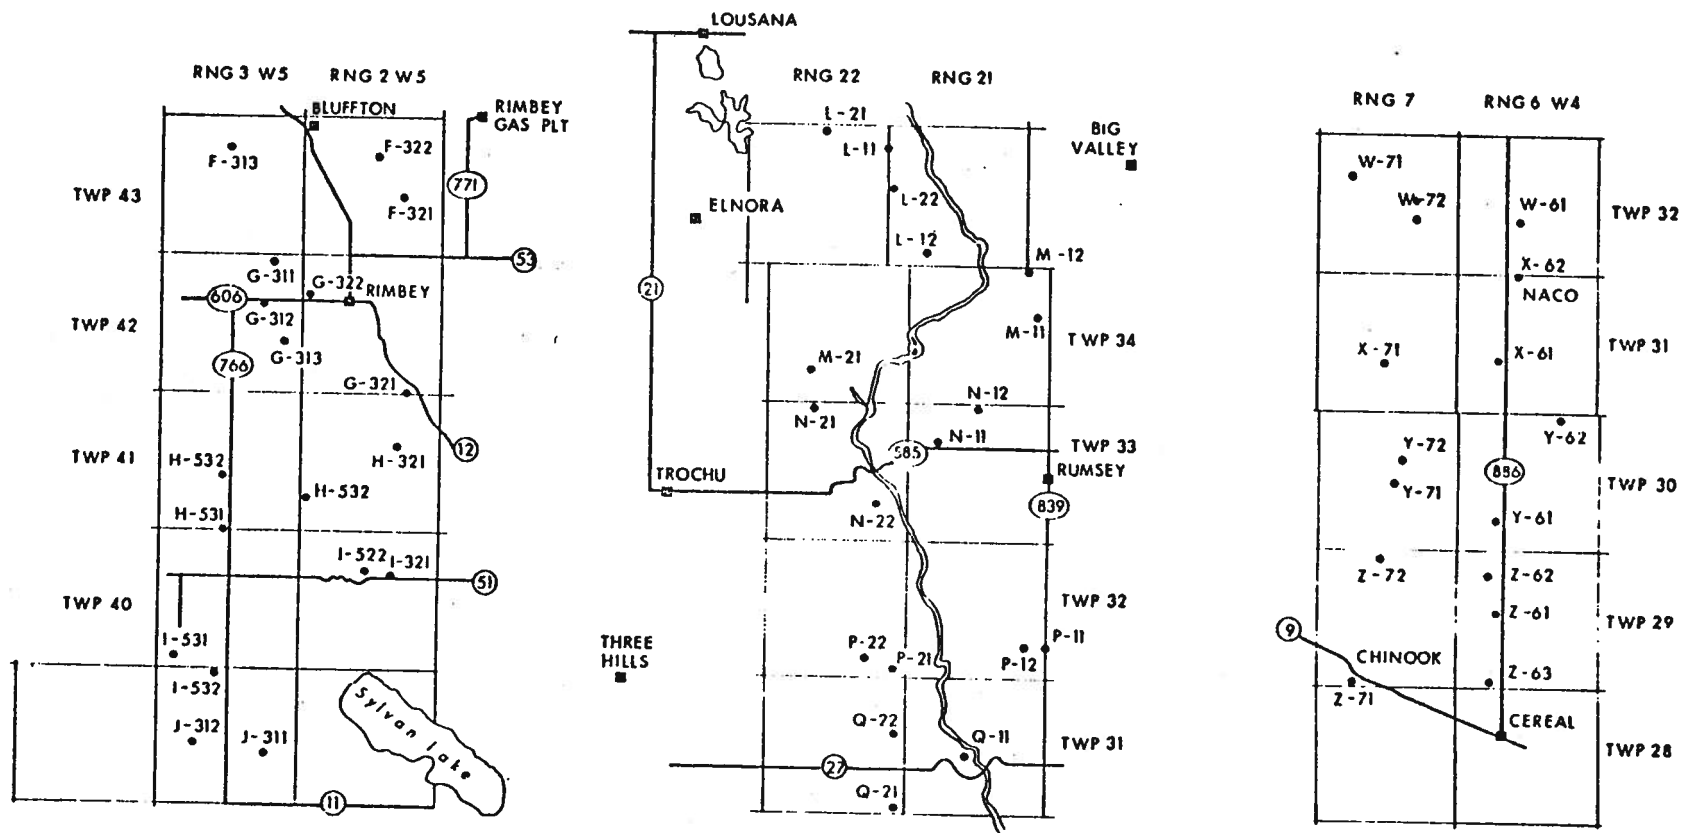 RNG 3 W5
RNG 2 W5
BLUFFTON
RIMBEY
GAS PLT
F-313
F-322
771
F-321
TWP 43
53
G-311
G-322
606
RIMBEY
G-312
TWP 42
G-313
766
G-321
12
TWP 41
H-532
H-321
H-532
H-531
I-522
I-321
51
TWP 40
I-531
I-532
J-312
J-311
Sylvan Lake
11
LOUSANA
RNG 22
RNG 21
L-21
L-11
BIG
VALLEY
L-22
ELNORA
L-12
M-12
21
M-11
TWP 34
M-21
N-12
N-21
N-11
585
TWP 33
TROCHU
RUMSEY
N-22
839
TWP 32
THREE
HILLS
P-22
P-21
P-12
P-11
Q-22
Q-11
TWP 31
27
Q-21
RNG 7
RNG 6 W4
W-71
W-72
W-61
TWP 32
X-62
NACO
X-71
X-61
TWP 31
Y-72
Y-62
886
Y-71
TWP 30
Y-61
Z-72
Z-62
Z-61
TWP 29
9
CHINOOK
Z-63
Z-71
CEREAL
TWP 28